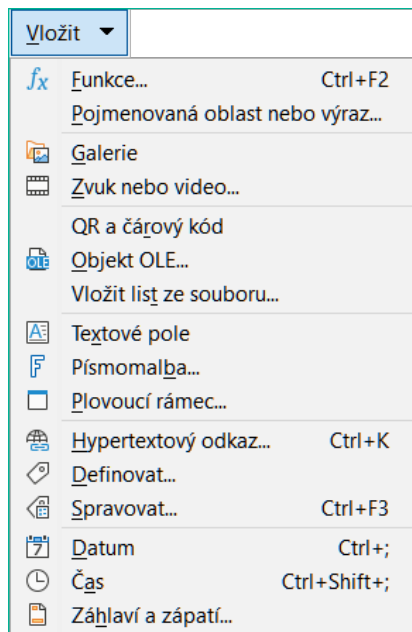 Vložit
Funkce... Ctrl+F2
Pojmenovaná oblast nebo výraz...
Galerie
Zvuk nebo video...
QR a čárový kód
OLE Objekt OLE...
Vložit list ze souboru...
Textové pole
Písmomalba...
Plovoucí rámec...
Hypertextový odkaz... Ctrl+K
Definovat...
Spravovat... Ctrl+F3
7 Datum Ctrl+;
Čas Ctrl+Shift+;
Záhlaví a zápatí...